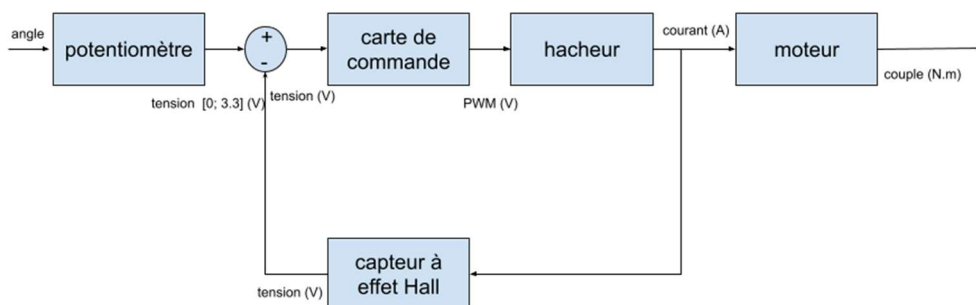 angle
potentiomètre
+
-
carte de
commande
hacheur
courant (A)
moteur
couple (N.m)
tension [0; 3.3] (V)
tension (V)
PWM (V)
capteur à
effet Hall
tension (V)